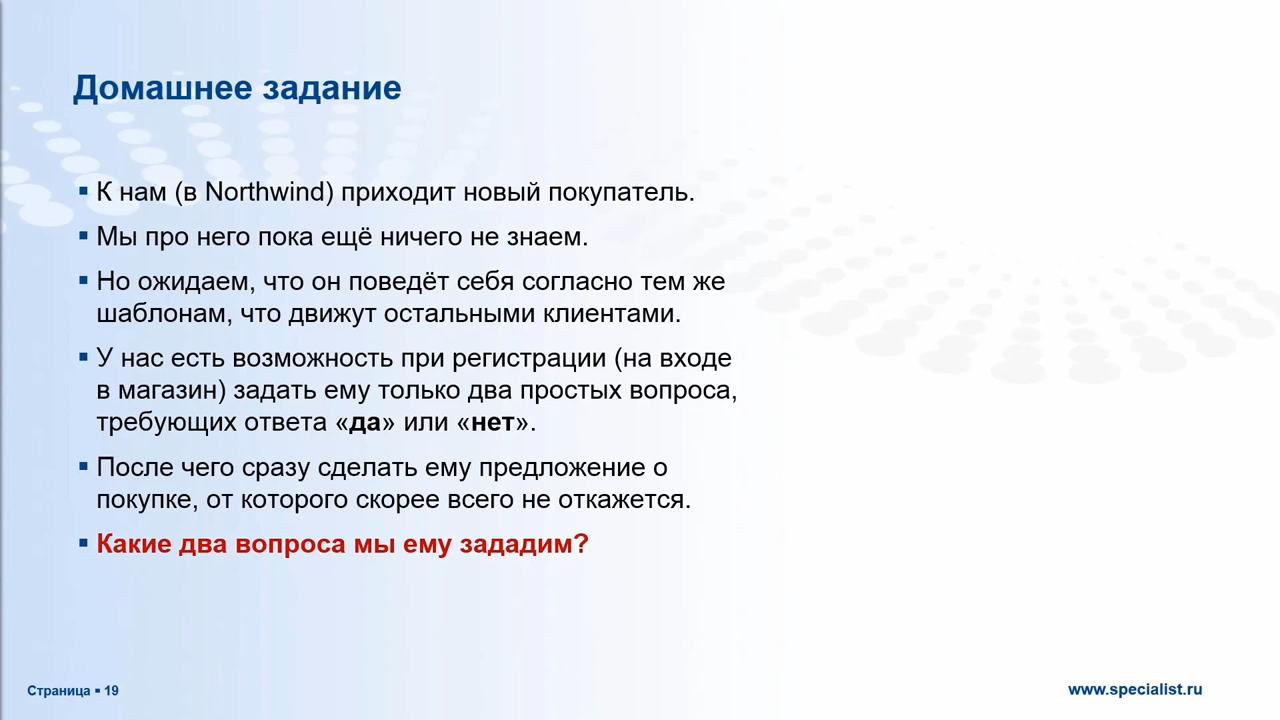 Домашнее задание
▪ К нам (в Northwind) приходит новый покупатель.
▪ Мы про него пока ещё ничего не знаем.
▪ Но ожидаем, что он поведёт себя согласно тем же
шаблонам, что движут остальными клиентами.
▪ У нас есть возможность при регистрации (на входе
в магазин) задать ему только два простых вопроса,
требующих ответа «да» или «нет».
▪ После чего сразу сделать ему предложение о
покупке, от которого скорее всего не откажется.
▪ Какие два вопроса мы ему зададим?
Страница ▪ 19
www.specialist.ru